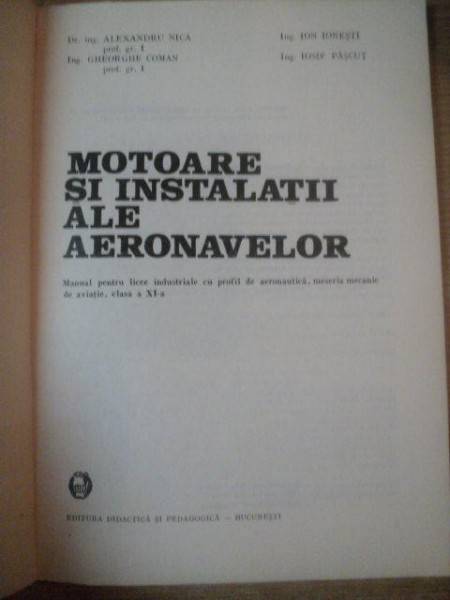 Dr. ing. ALEXANDRU NICA
prof. gr. I
Ing. GHEORGHE COMAN
prof. gr. I
Ing. ION IONEȘTI
Ing. IOSIF PĂȘCUȚ
MOTOARE
SI INSTALAȚII
ALE
AERONAVELOR
Manual pentru licee industriale cu profil de aeronautică, meseria mecanic
de aviație, clasa a XI-a
EDITURA DIDACTICĂ ȘI PEDAGOGICĂ – BUCUREȘTI